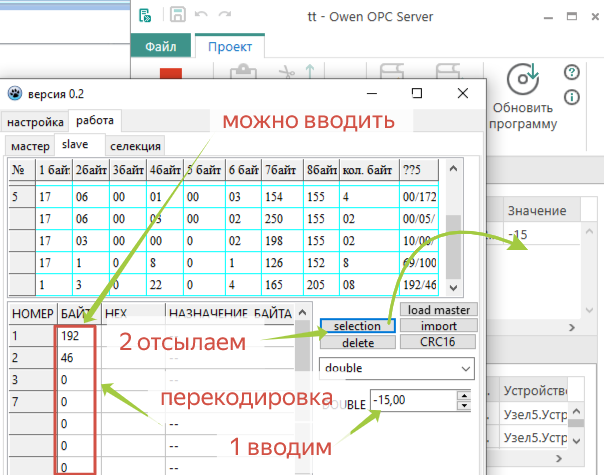 tt - Owen OPC Server
Файл Проект
Обновить
программу
версия 0.2
настройка работа
мастер slave селекция
можно вводить
№ 1 байт 2байт 3байт 4байт 5 байт 6 байт 7байт 8байт кол. байт ??5
5 17 06 00 01 00 03 154 155 4 00/172
17 06 00 03 00 02 250 155 02 00/05/
17 03 00 00 0 02 198 155 02 10/00
17 1 0 8 0 1 126 152 8 69/100
1 3 0 22 0 4 165 205 08 192/46
Значение
-15
НОМЕР БАЙТ HEX НАЗНАЧЕНИЕ_БАЙТА
1 192
2 46 --
3 0 --
7 0
0 --
0 --
0 --
load master
selection import
delete CRC16
double
DOUBLE -15,00
2 отсылаем
перекодировка
1 вводим
Устройство
Узел5.Устр
Узел5.Устр